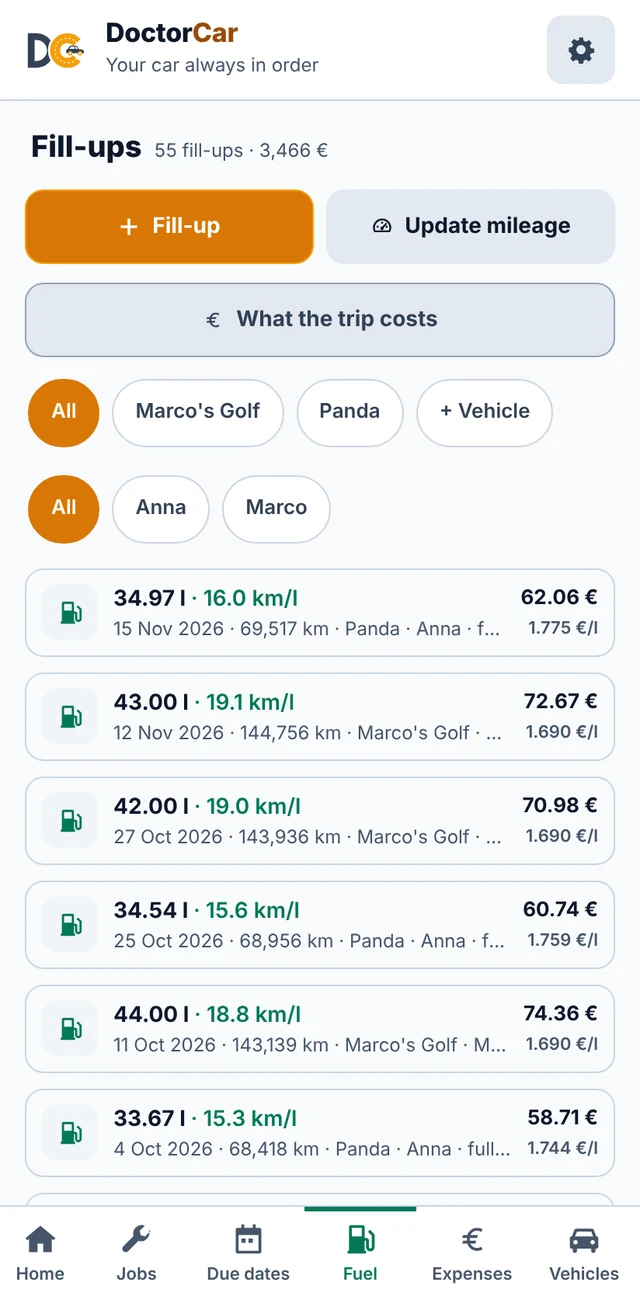 DC
DoctorCar
Your car always in order
Fill-ups 55 fill-ups · 3,466 €
+ Fill-up
Update mileage
€ What the trip costs
All
Marco's Golf
Panda
+ Vehicle
All
Anna
Marco
34.97 l · 16.0 km/l 62.06 €
15 Nov 2026 · 69,517 km · Panda · Anna · f... 1.775 €/l
43.00 l · 19.1 km/l 72.67 €
12 Nov 2026 · 144,756 km · Marco's Golf · ... 1.690 €/l
42.00 l · 19.0 km/l 70.98 €
27 Oct 2026 · 143,936 km · Marco's Golf · ... 1.690 €/l
34.54 l · 15.6 km/l 60.74 €
25 Oct 2026 · 68,956 km · Panda · Anna · f... 1.759 €/l
44.00 l · 18.8 km/l 74.36 €
11 Oct 2026 · 143,139 km · Marco's Golf · M... 1.690 €/l
33.67 l · 15.3 km/l 58.71 €
4 Oct 2026 · 68,418 km · Panda · Anna · full... 1.744 €/l
Home
Jobs
Due dates
Fuel
€
Expenses
Vehicles